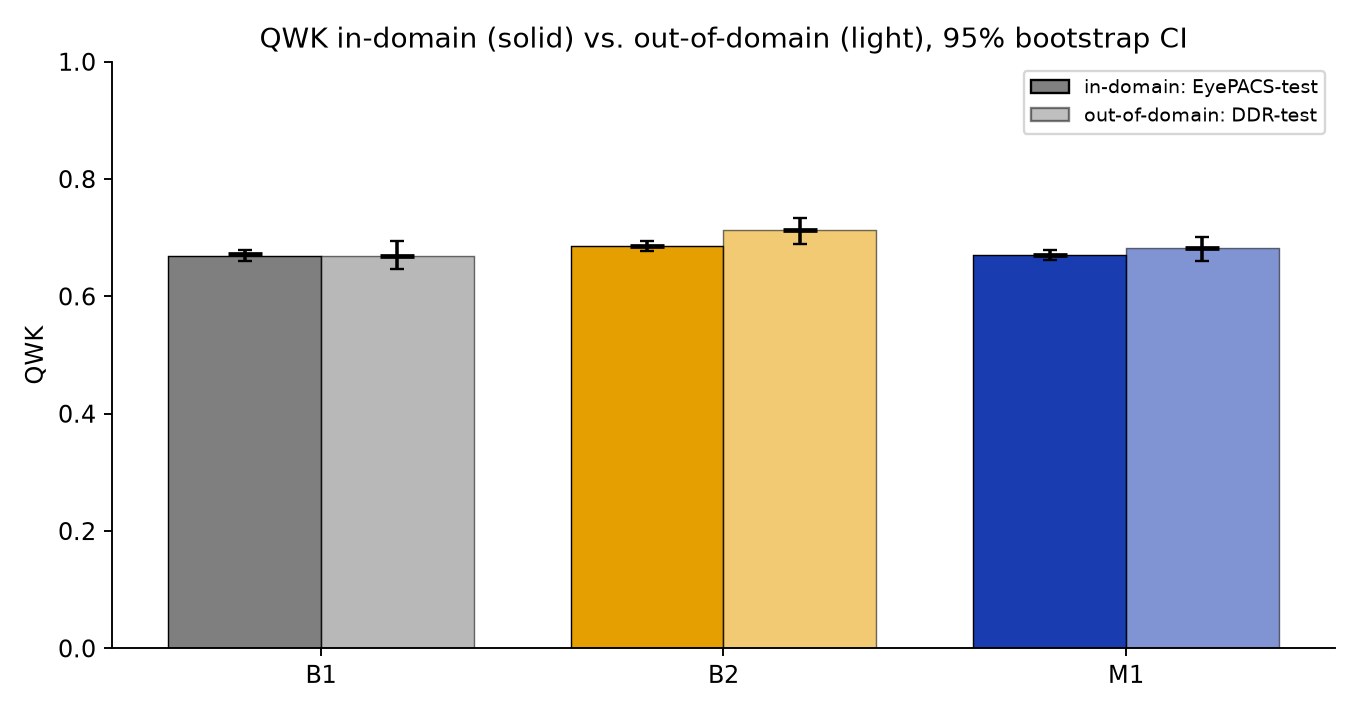 QWK in-domain (solid) vs. out-of-domain (light), 95% bootstrap CI
in-domain: EyePACS-test
out-of-domain: DDR-test
QWK
1.0
0.8
0.6
0.4
0.2
0.0
B1 B2 M1